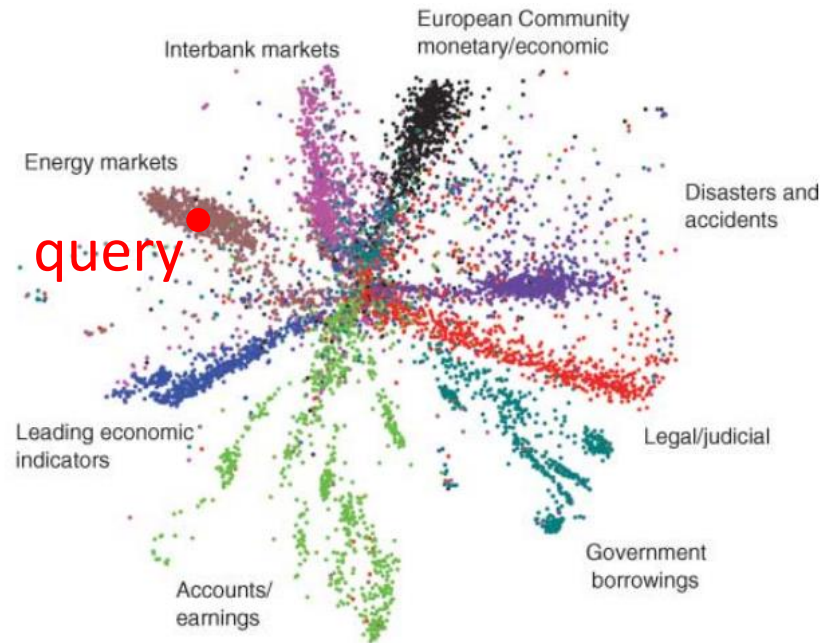 European Community
monetary/economic
Interbank markets
Energy markets
Disasters and
accidents
query
Leading economic
indicators
Legal/judicial
Government
borrowings
Accounts/
earnings